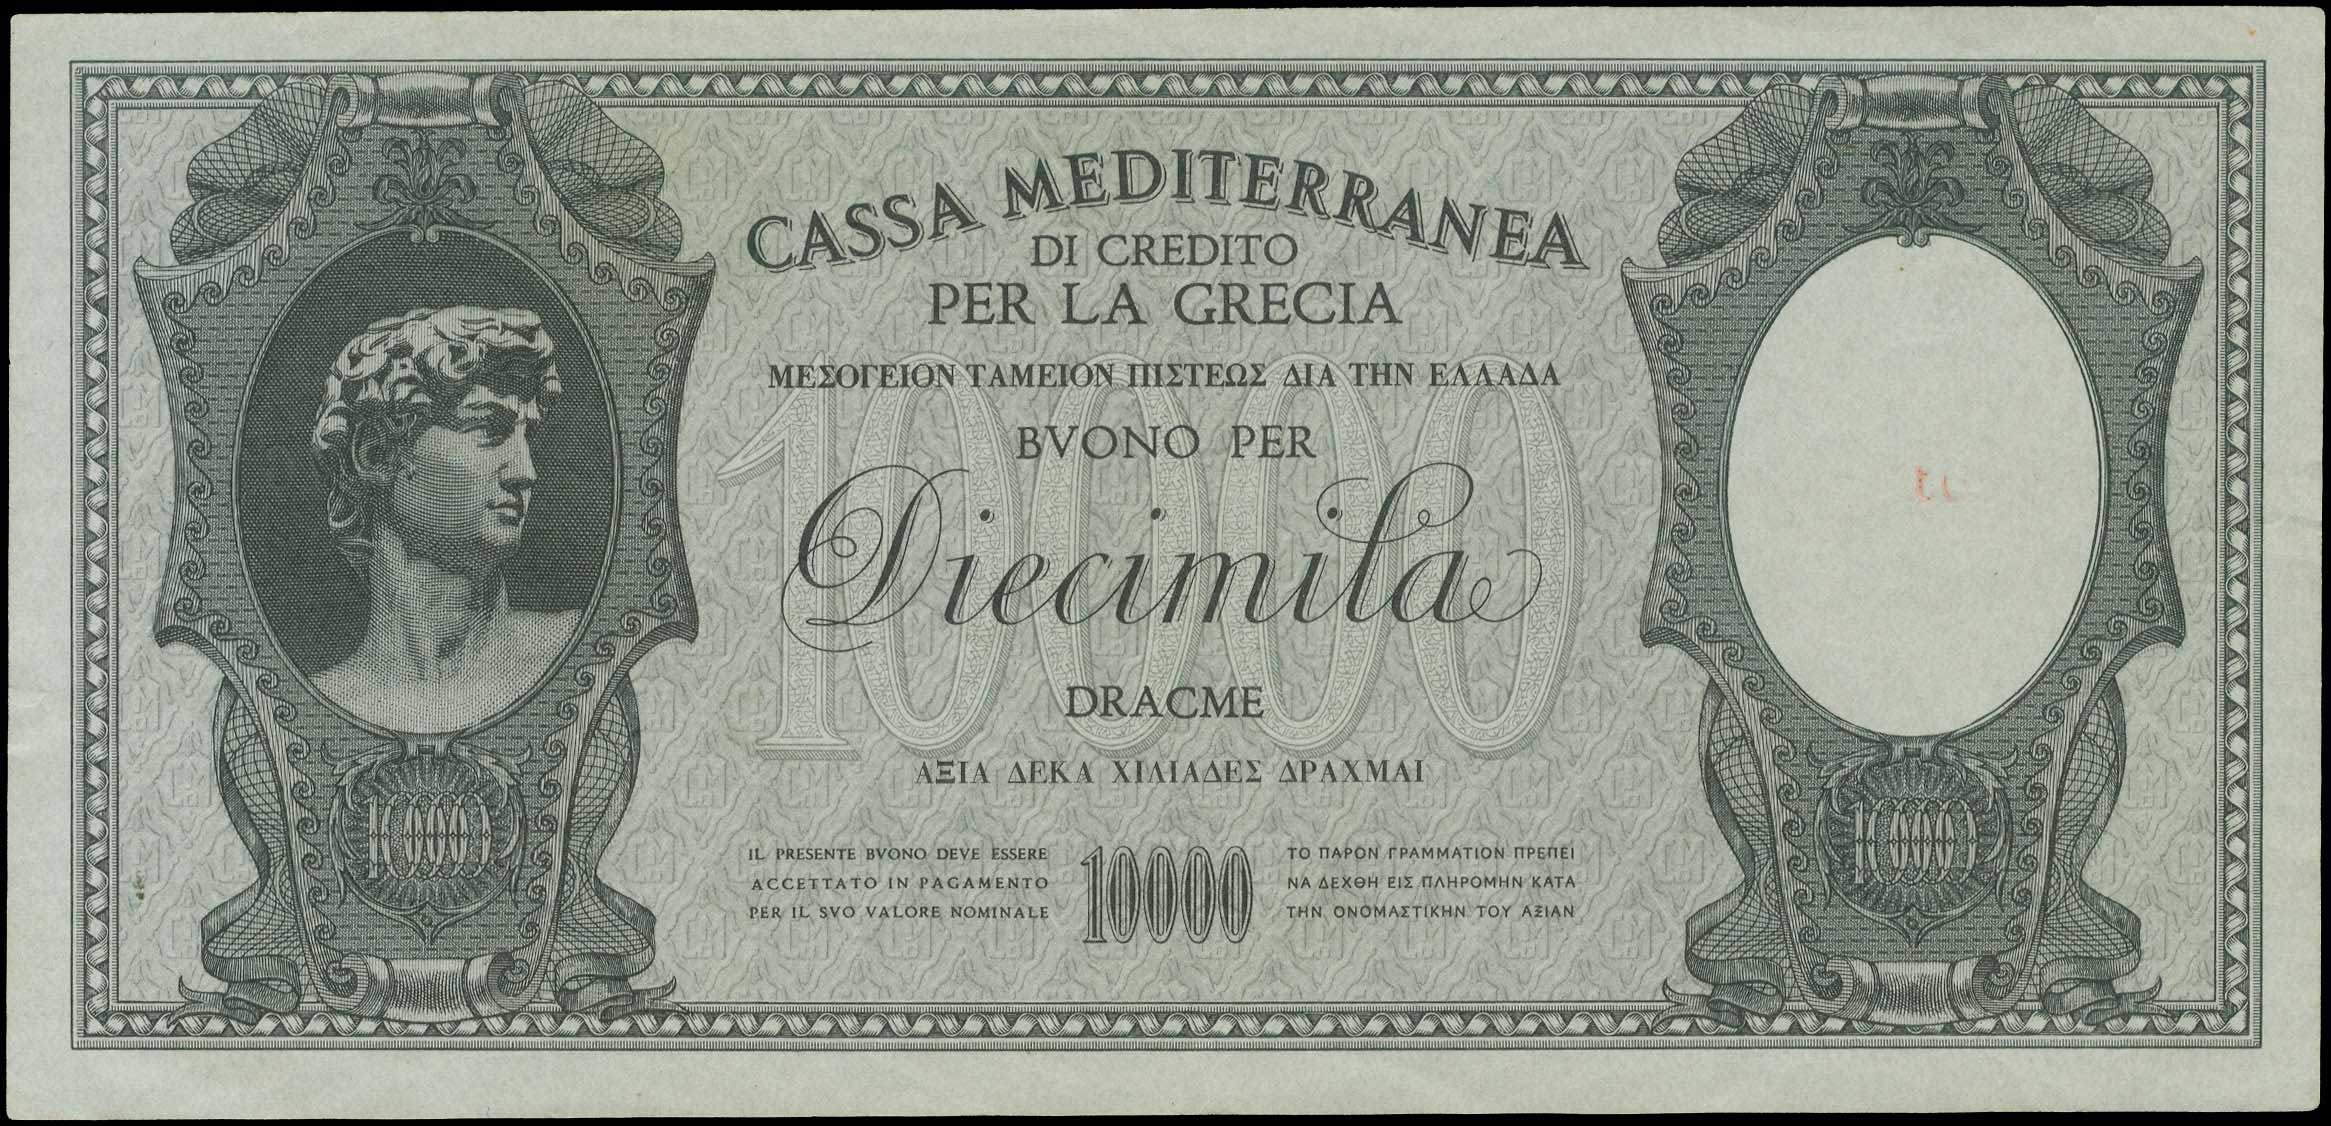 CASSA MEDITERRANEA
DI CREDITO
PER LA GRECIA
ΜΕΣΟΓΕΙΟΝ ΤΑΜΕΙΟΝ ΠΙΣΤΕΩΣ ΔΙΑ ΤΗΝ ΕΛΛΑΔΑ
BVONO PER
10000
Diecimila
DRACME
ΑΞΙΑ ΔΕΚΑ ΧΙΛΙΑΔΕΣ ΔΡΑΧΜΑΙ
10000
10000
IL PRESENTE BVONO DEVE ESSERE
ACCETTATO IN PAGAMENTO
PER IL SVO VALORE NOMINALE
10000
ΤΟ ΠΑΡΟΝ ΓΡΑΜΜΑΤΙΟΝ ΠΡΕΠΕΙ
ΝΑ ΔΕΧΘΗ ΕΙΣ ΠΛΗΡΟΜΗΝ ΚΑΤΑ
ΤΗΝ ΟΝΟΜΑΣΤΙΚΗΝ ΤΟΥ ΑΞΙΑΝ